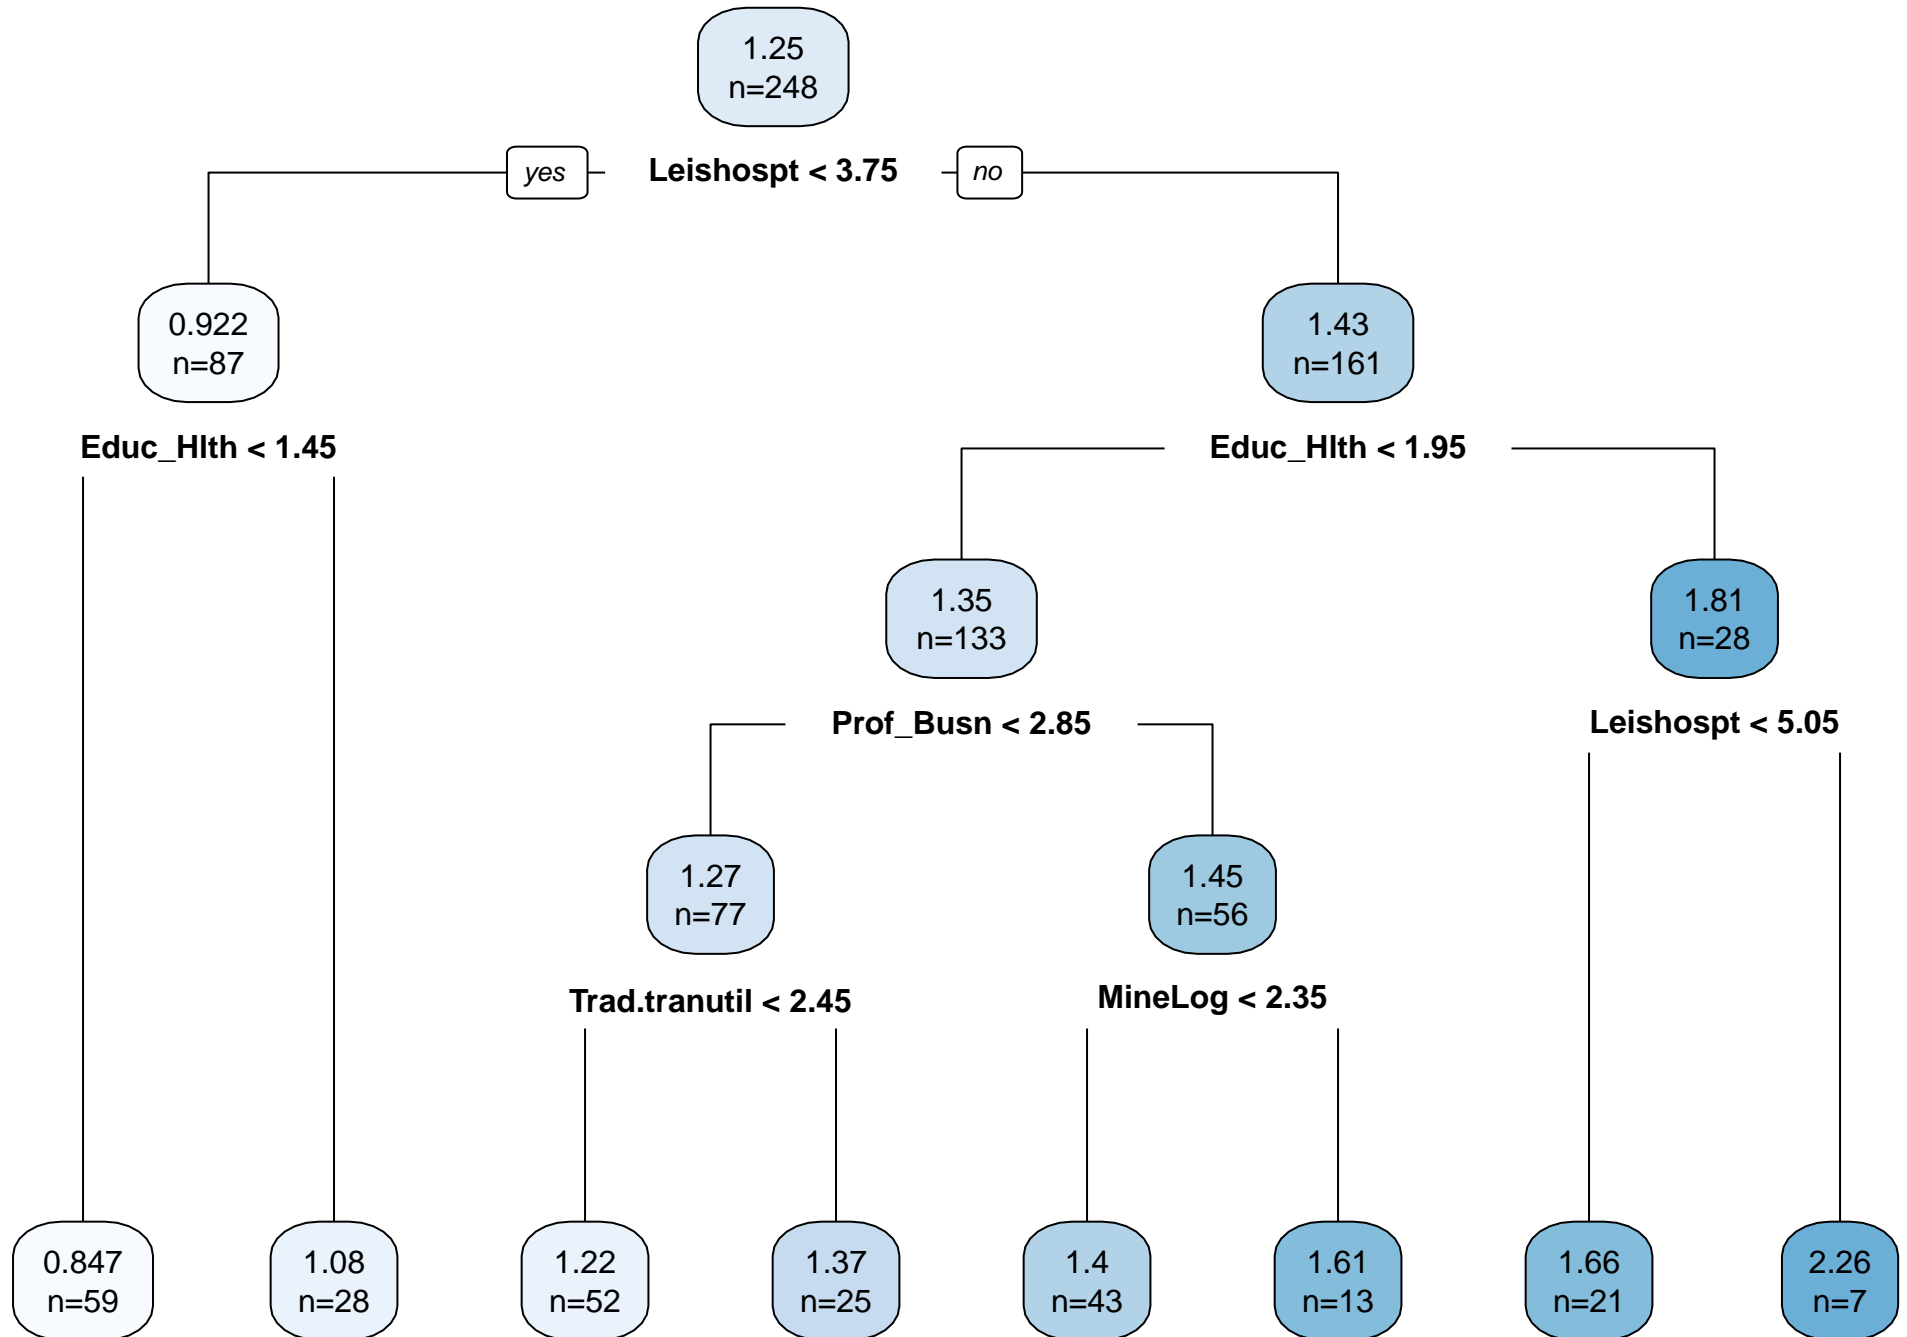 1.25
n=248
yes
Leishospt < 3.75
no
0.922
n=87
1.43
n=161
Educ_Hlth < 1.45
Educ_Hlth < 1.95
1.35
n=133
1.81
n=28
Prof_Busn < 2.85
Leishospt < 5.05
1.27
n=77
1.45
n=56
Trad.tranutil < 2.45
MineLog < 2.35
0.847
n=59
1.08
n=28
1.22
n=52
1.37
n=25
1.4
n=43
1.61
n=13
1.66
n=21
2.26
n=7